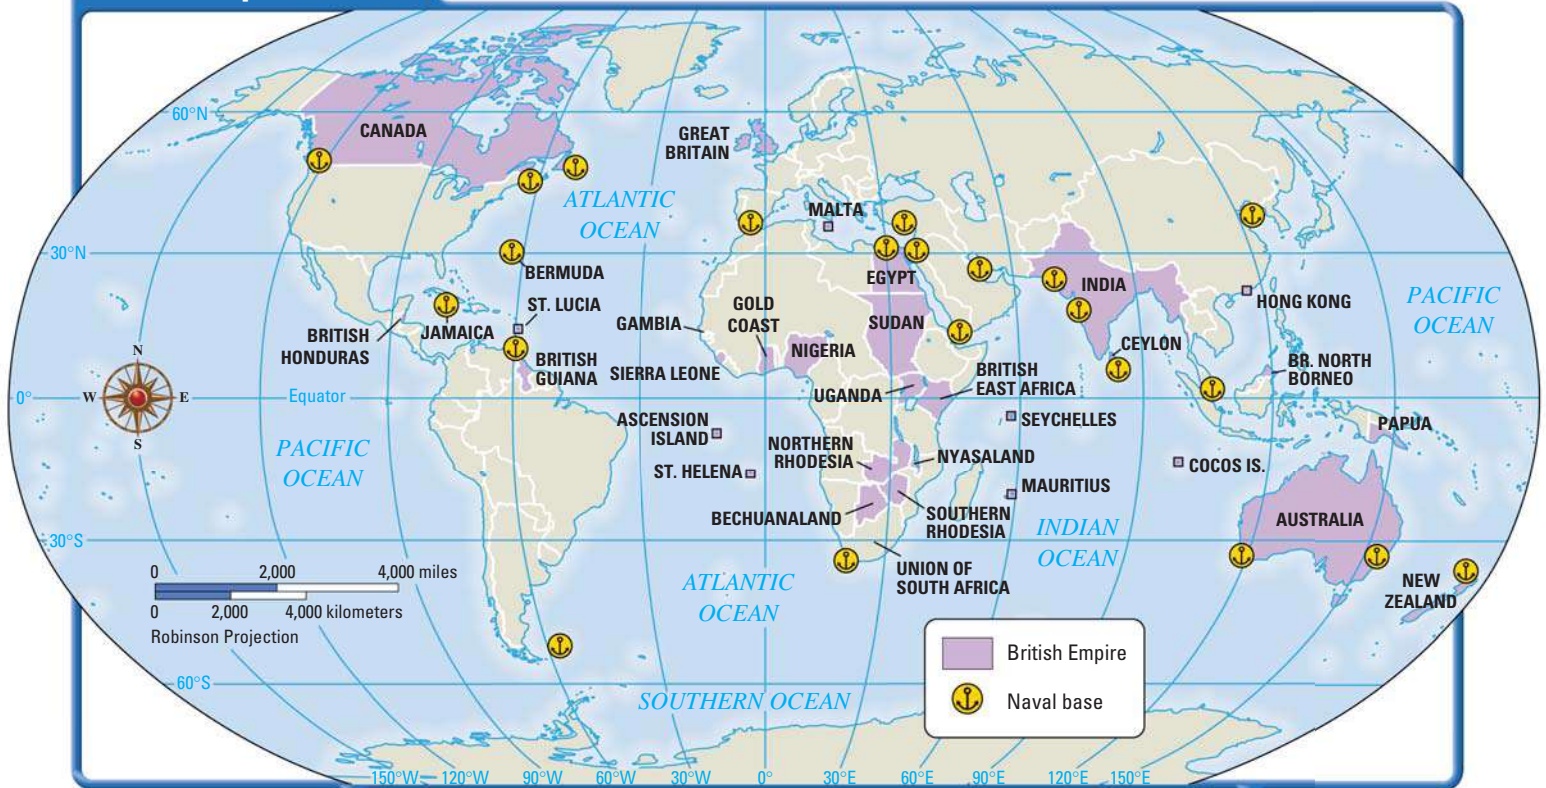 60°N
CANADA
GREAT
BRITAIN
ATLANTIC
OCEAN
MALTA
30°N
BERMUDA
EGYPT
INDIA
ST. LUCIA
GOLD
COAST
HONG KONG
PACIFIC
OCEAN
BRITISH
HONDURAS
JAMAICA
GAMBIA
SUDAN
NIGERIA
CEYLON
BRITISH
GUIANA
SIERRA LEONE
UGANDA
BRITISH
EAST AFRICA
BR. NORTH
BORNEO
N
W
E
S
0°
Equator
ASCENSION
ISLAND
SEYCHELLES
PAPUA
PACIFIC
OCEAN
NORTHERN
RHODESIA
NYASALAND
ST. HELENA
COCOS IS.
MAURITIUS
BECHUANALAND
SOUTHERN
RHODESIA
INDIAN
OCEAN
AUSTRALIA
30°S
UNION OF
SOUTH AFRICA
ATLANTIC
OCEAN
NEW
ZEALAND
0
2,000
4,000 miles
0
2,000
4,000 kilometers
Robinson Projection
British Empire
Naval base
60°S
SOUTHERN OCEAN
150°W
120°W
90°W
60°W
30°W
0°
30°E
60°E
90°E
120°E
150°E